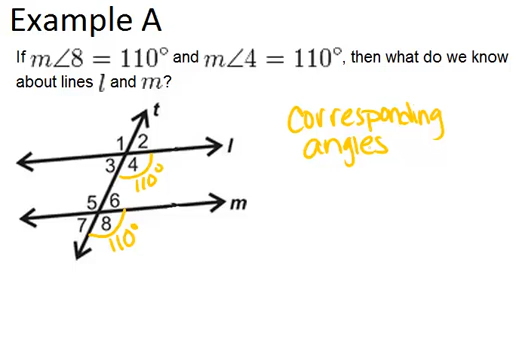 Example A
If m∠8 = 110° and m∠4 = 110°, then what do we know
about lines l and m?
t
Corresponding
angles
1 2
l
3 4
110°
5 6
m
7 8
110°